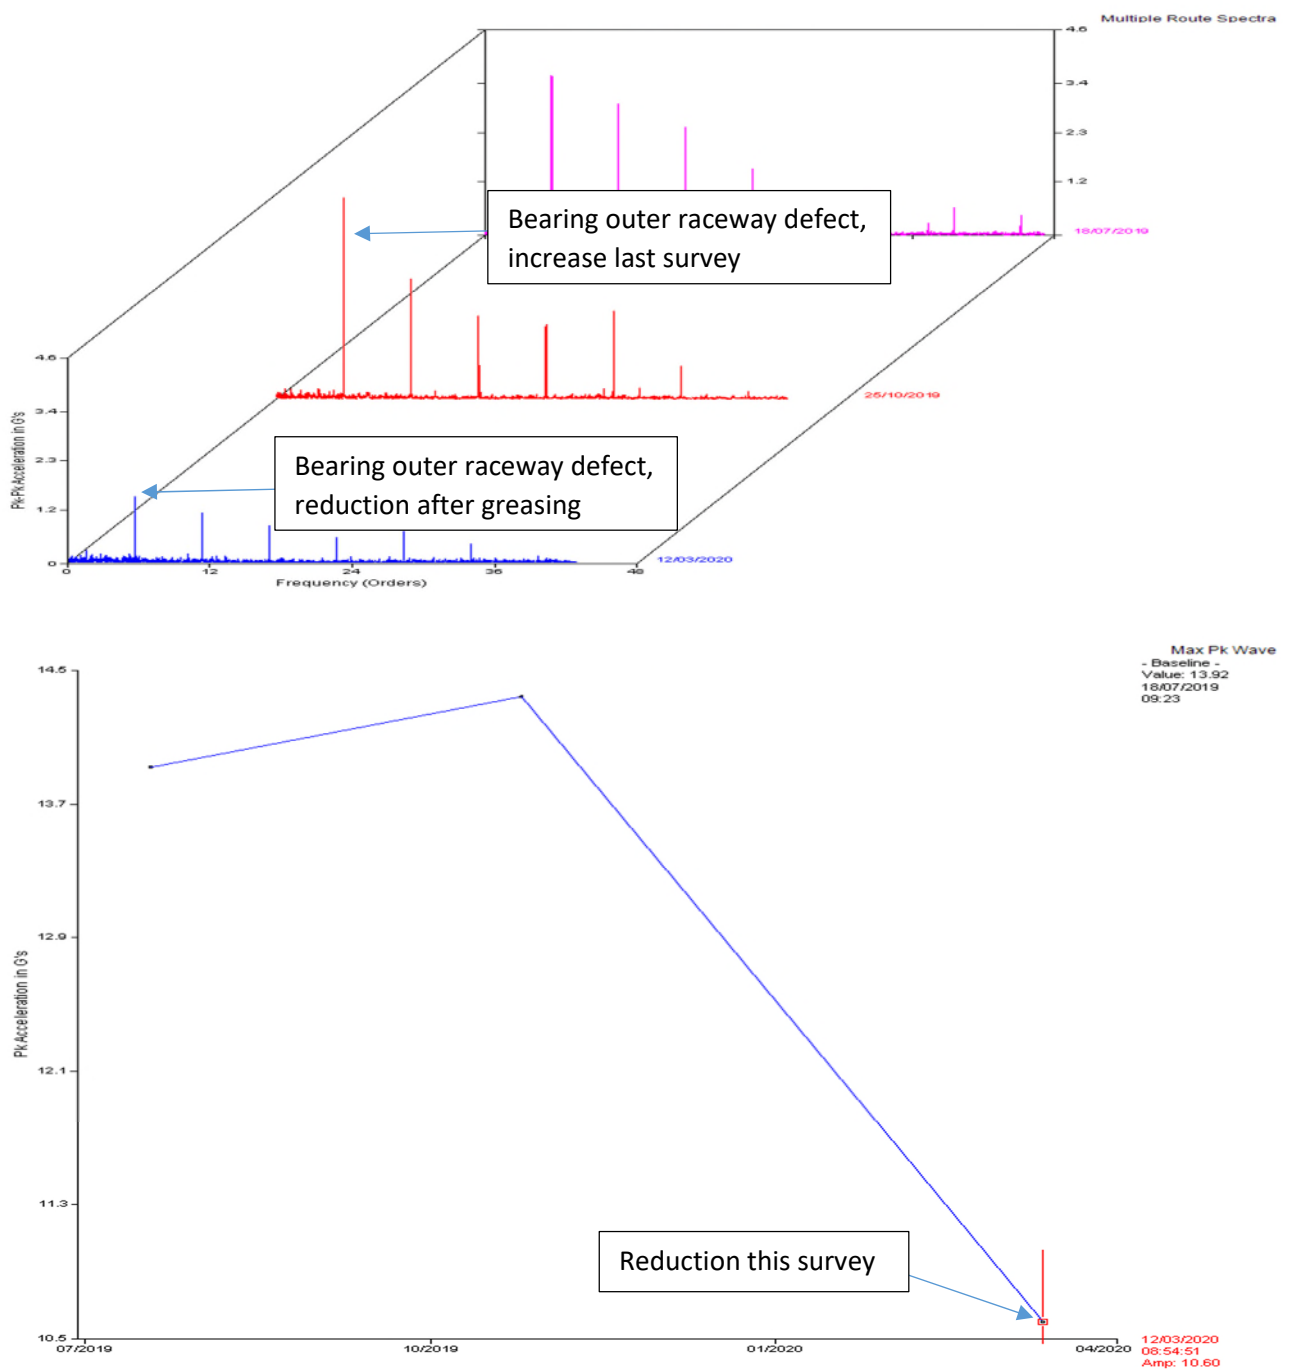 Multiple Route Spectra
4.6
3.4
2.3
1.2
18/07/2019
Bearing outer raceway defect,
increase last survey
25/10/2019
4.6
3.4
2.3
1.2
0
Pk-Pk Acceleration in G's
Bearing outer raceway defect,
reduction after greasing
12/03/2020
0
12
24
36
48
Frequency (Orders)
Max Pk Wave
- Baseline -
Value: 13.92
18/07/2019
09:23
14.5
13.7
12.9
12.1
11.3
10.5
Pk Acceleration in G's
Reduction this survey
07/2019
10/2019
01/2020
04/2020
12/03/2020
08:54:51
Amp: 10.60